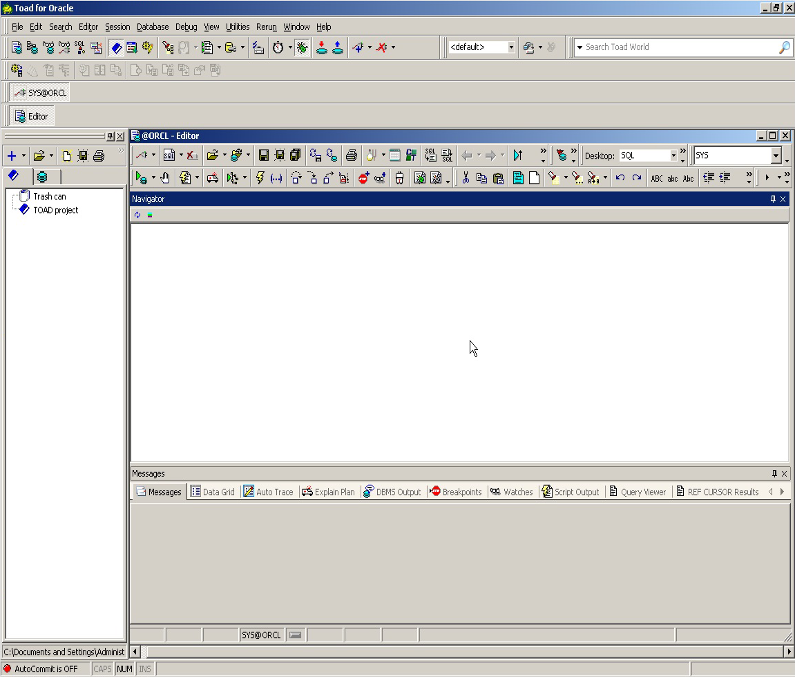 Toad for Oracle
File Edit Search Editor Session Database Debug View Utilities Rerun Window Help
<default> Search Toad World
SYS@ORCL
Editor
@ORCL - Editor
Desktop: SQL SYS
ABC abc Abc
Navigator
Trash can
TOAD project
Messages
Messages Data Grid Auto Trace Explain Plan DBMS Output Breakpoints Watches Script Output Query Viewer REF CURSOR Results
SYS@ORCL
C:\Documents and Settings\Administ
AutoCommit is OFF CAPS NUM INS